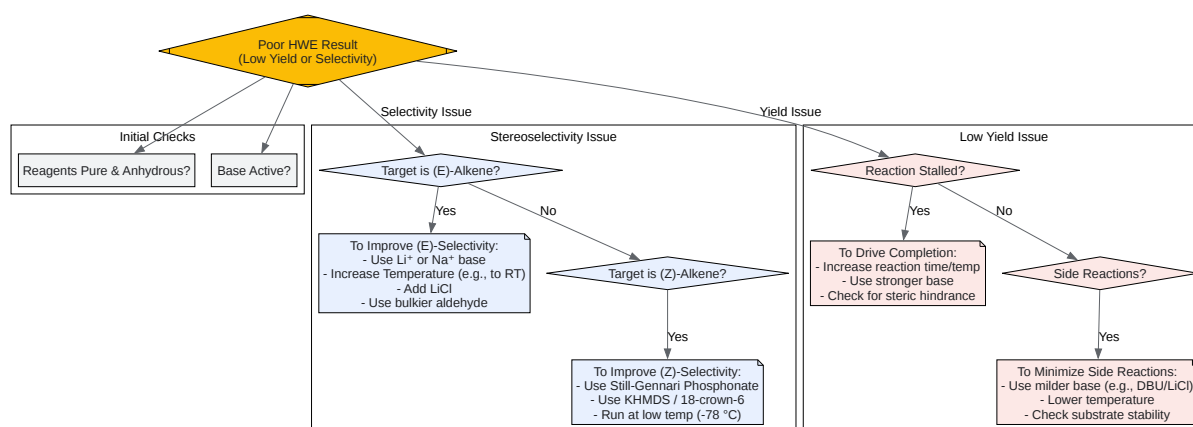 Poor HWE Result
(Low Yield or Selectivity)
Selectivity Issue
Yield Issue
Initial Checks
Reagents Pure & Anhydrous?
Base Active?
Stereoselectivity Issue
Target is (E)-Alkene?
Yes
No
To Improve (E)-Selectivity:
- Use Li⁺ or Na⁺ base
- Increase Temperature (e.g., to RT)
- Add LiCl
- Use bulkier aldehyde
Target is (Z)-Alkene?
Yes
To Improve (Z)-Selectivity:
- Use Still-Gennari Phosphonate
- Use KHMDS / 18-crown-6
- Run at low temp (-78 °C)
Low Yield Issue
Reaction Stalled?
Yes
No
To Drive Completion:
- Increase reaction time/temp
- Use stronger base
- Check for steric hindrance
Side Reactions?
Yes
To Minimize Side Reactions:
- Use milder base (e.g., DBU/LiCl)
- Lower temperature
- Check substrate stability